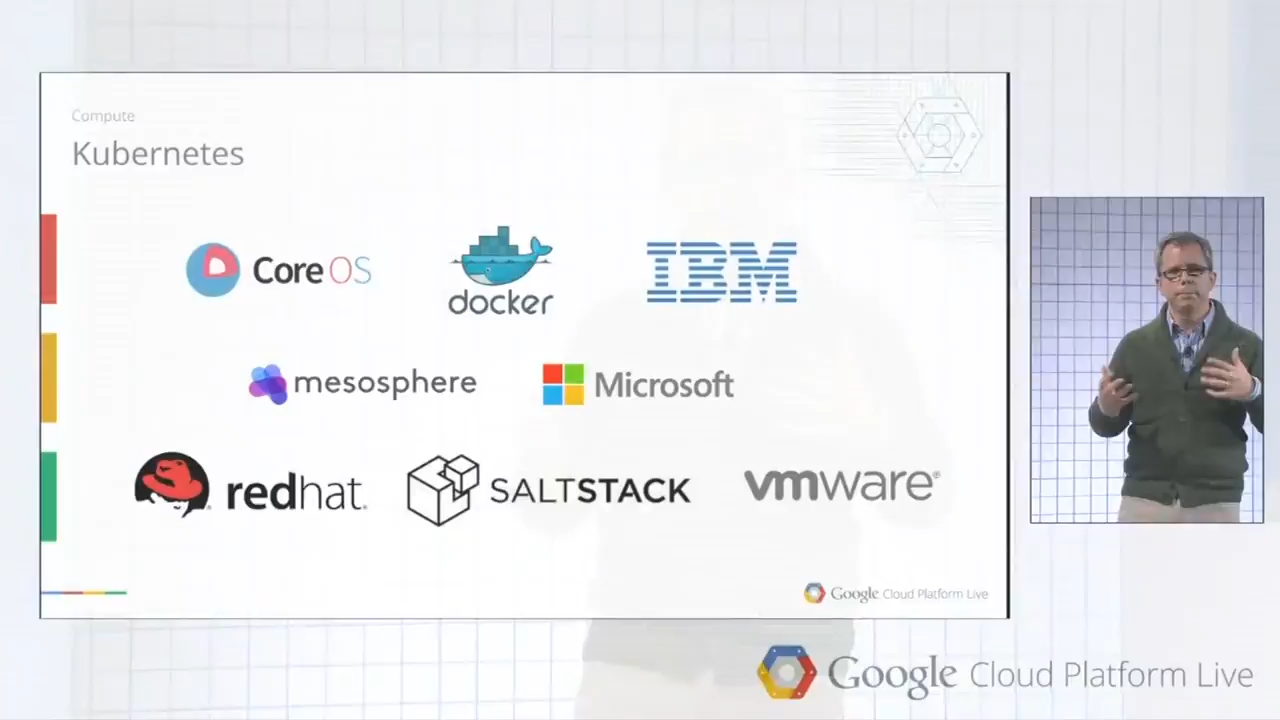 Compute
Kubernetes
CoreOS
docker
IBM
mesosphere
Microsoft
redhat.
SALTSTACK
vmware®
Google Cloud Platform Live
Google Cloud Platform Live